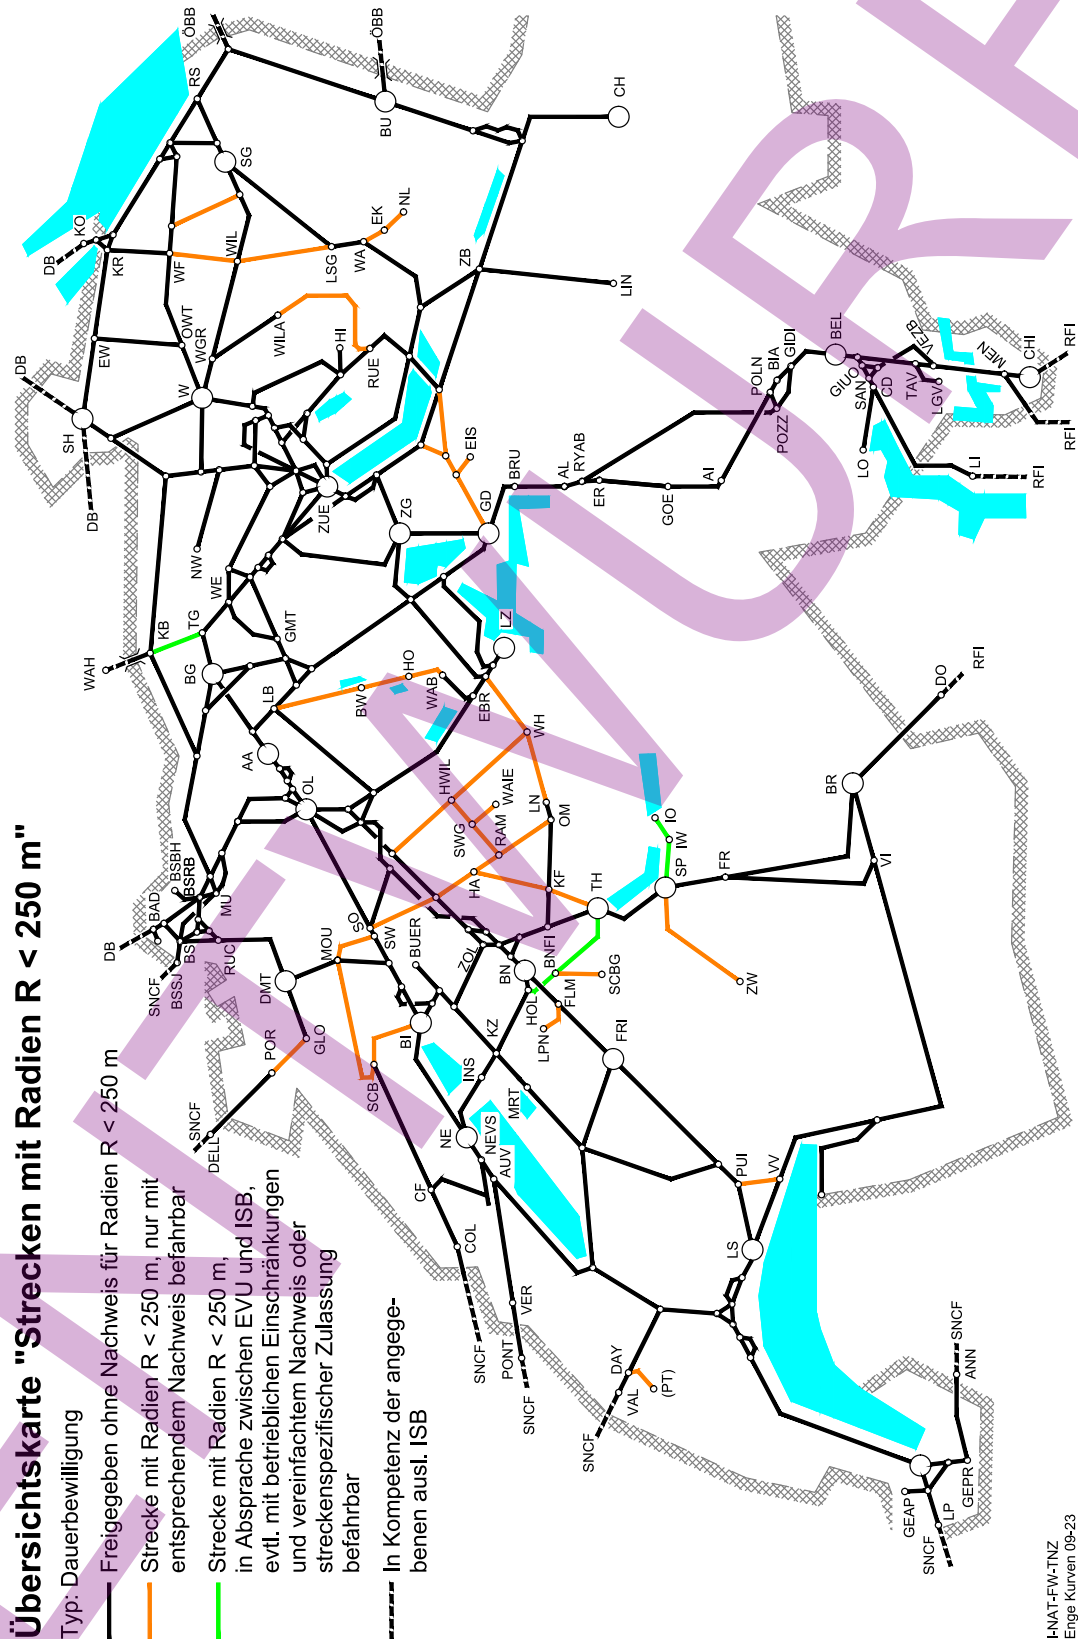 Übersichtskarte "Strecken mit Radien R < 250 m"
Typ: Dauerbewilligung
Freigegeben ohne Nachweis für Radien R < 250 m
Strecke mit Radien R < 250 m, nur mit
entsprechendem Nachweis befahrbar
Strecke mit Radien R < 250 m,
in Absprache zwischen EVU und ISB,
evtl. mit betrieblichen Einschränkungen
und vereinfachtem Nachweis oder
streckenspezifischer Zulassung
befahrbar
In Kompetenz der angege-
benen ausl. ISB
I-NAT-FW-TNZ
Enge Kurven 09-23
ÖBB
ÖBB
RS
BU
CH
SG
KO
DB
KR
WF
WIL
LSG
WA
EK
NL
ZB
LIN
DB
EW
OWT
WGR
WILA
HI
RUE
SH
W
DB
EIS
ZUE
ZG
GD
BRU
AL
RYAB
ER
GOE
AI
POLN
BIA
GIDI
POZZ
BEL
GIUO
SAN
CD
TAV
LGV
VEZB
MEN
CHI
RFI
RFI
LO
LI
RFI
NW
WE
TG
KB
WAH
BG
GMT
LB
LZ
BW
HO
WAB
EBR
WH
AA
OL
HWIL
WAIE
SWG
RAM
LN
OM
HA
KF
TH
IO
IW
SP
FR
BR
DO
RFI
VI
ZW
BSBH
BSRB
BAD
MU
DB
BS
RUC
SNCF
BSSJ
DMT
MOU
SO
SW
BUER
ZOL
BN
BNFI
HOL
FLM
SCBG
LPN
FRI
GLO
POR
SNCF
DELL
SCB
BI
KZ
INS
MRT
NE
NEVS
AUV
CF
COL
SNCF
VER
PONT
SNCF
PUI
VV
LS
DAY
VAL
(PT)
SNCF
GEAP
LP
GEPR
SNCF
ANN
SNCF